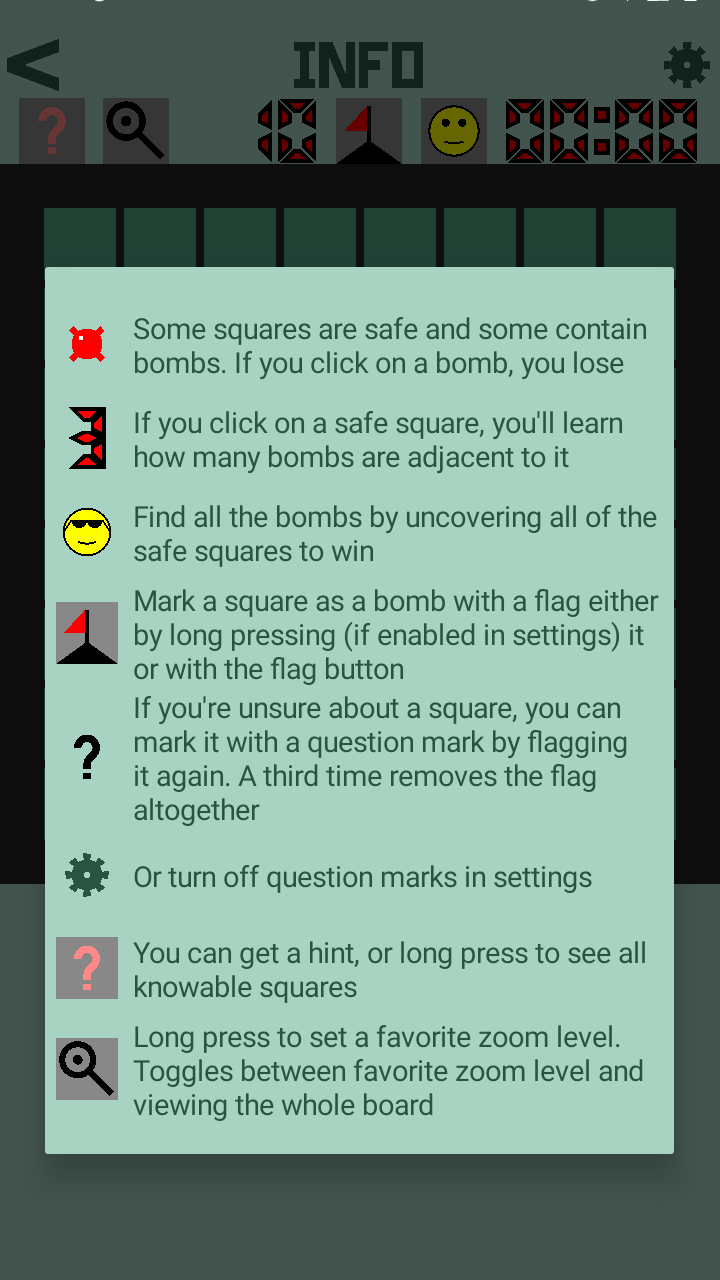 < INFO
? 10 00:00
Some squares are safe and some contain
bombs. If you click on a bomb, you lose
3
If you click on a safe square, you'll learn
how many bombs are adjacent to it
Find all the bombs by uncovering all of the
safe squares to win
Mark a square as a bomb with a flag either
by long pressing (if enabled in settings) it
or with the flag button
?
If you're unsure about a square, you can
mark it with a question mark by flagging
it again. A third time removes the flag
altogether
Or turn off question marks in settings
?
You can get a hint, or long press to see all
knowable squares
Long press to set a favorite zoom level.
Toggles between favorite zoom level and
viewing the whole board